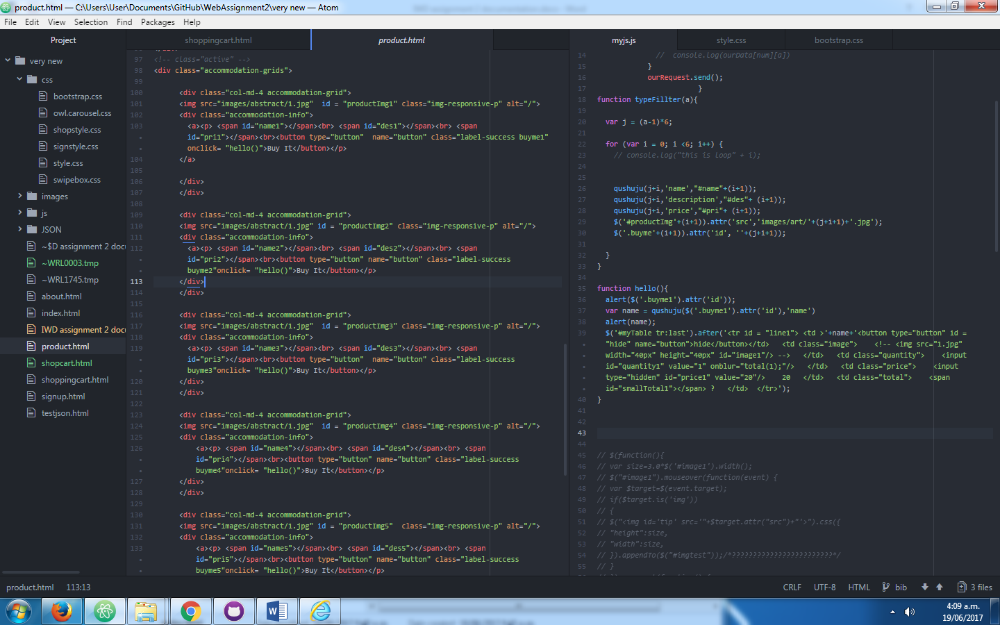 product.html — C:\Users\User\Documents\GitHub\WebAssignment2\very new — Atom
File Edit View Selection Find Packages Help
Project
very new
css
bootstrap.css
owl.carousel.css
shopstyle.css
signstyle.css
style.css
swipebox.css
images
js
JSON
~$D assignment 2 docu
~WRL0003.tmp
~WRL1745.tmp
about.html
index.html
IWD assignment 2 docu
product.html
shopcart.html
shoppingcart.html
signup.html
testjson.html
shoppingcart.html product.html
97 <!-- class="active" -->
98 <div class="accommodation-grids">
99
100 <div class="col-md-4 accommodation-grid">
101 <img src="images/abstract/1.jpg"  id = "productImg1" class="img-responsive-p" alt="/">
102 <div class="accommodation-info">
103 <a><p> <span id="name1"></span><br> <span id="des1"></span><br> <span
• id="pri1"></span><br><button type="button"  name="button" class="label-success buyme1"
• onclick= "hello()">Buy It</button></p>
104 </a>
105
106 </div>
107 </div>
108
109 <div class="col-md-4 accommodation-grid">
110 <img src="images/abstract/1.jpg" id = "productImg2" class="img-responsive-p" alt="/">
111 <div class="accommodation-info">
112 <a><p> <span id="name2"></span><br> <span id="des2"></span><br> <span
• id="pri2"></span><br><button type="button" name="button" class="label-success
• buyme2"onclick= "hello()">Buy It</button></p>
113 </div>
114 </div>
115
116 <div class="col-md-4 accommodation-grid">
117 <img src="images/abstract/1.jpg"  id = "productImg3" class="img-responsive-p" alt="/">
118 <div class="accommodation-info">
119 <a><p> <span id="name3"></span><br> <span id="des3"></span><br> <span
• id="pri3"></span><br><button type="button"  name="button" class="label-success
• buyme3"onclick= "hello()">Buy It</button></p>
120 </div>
121 </div>
122
123 <div class="col-md-4 accommodation-grid">
124 <img src="images/abstract/1.jpg"  id = "productImg4" class="img-responsive-p" alt="/">
125 <div class="accommodation-info">
126 <a><p> <span id="name4"></span><br> <span id="des4"></span><br> <span
• id="pri4"></span><br><button type="button" name="button" class="label-success
• buyme4"onclick= "hello()">Buy It</button></p>
127 </div>
128 </div>
129
130 <div class="col-md-4 accommodation-grid">
131 <img src="images/abstract/1.jpg" id = "productImg5"  class="img-responsive-p" alt="/">
132 <div class="accommodation-info">
133 <a><p> <span id="name5"></span><br> <span id="des5"></span><br> <span
• id="pri5"></span><br><button type="button" name="button" class="label-success
• buyme5"onclick= "hello()">Buy It</button></p>
myjs.js style.css bootstrap.css
14 //  console.log(ourData[num][a])
15 }
16 ourRequest.send();
17 }
18 function typeFillter(a){
19
20 var j = (a-1)*6;
21
22 for (var i = 0; i <6; i++) {
23 // console.log("this is loop" + i);
24
25
26 qushuju(j+i,'name',"#name"+(i+1));
27 qushuju(j+i,'description',"#des"+ (i+1));
28 qushuju(j+i,'price',"#pri"+ (i+1));
29 $('#productImg'+(i+1)).attr('src','images/art/'+(j+i+1)+'.jpg');
30 $('.buyme'+(i+1)).attr('id', ''+(j+i+1));
31
32 }
33 }
34
35 function hello(){
36 alert($('.buyme1').attr('id'));
37 var name = qushuju($('.buyme1').attr('id'),'name')
38 alert(name);
39 $('#myTable tr:last').after('<tr id = "line1"> <td >'+name+'<button type="button" id =
• "hide" name="button">hide</button></td>   <td class="image">    <!-- <img src="1.jpg"
• width="40px" height="40px" id="image1"/> -->   </td>   <td class="quantity">    <input
• id="quantity1" value="1" onblur="total(1);"/>   </td>   <td class="price">    <input
• type="hidden" id="price1" value="20"/>    20   </td>   <td class="total">    <span
• id="smallTotal1"></span> ?   </td>  </tr>');
40 }
41
42
43
44
45 // $(function(){
46 // var size=3.0*$('#image1').width();
47 // $("#image1").mouseover(function(event) {
48 // var $target=$(event.target);
49 // if($target.is('img'))
50 // {
51 // $("<img id='tip' src='"+$target.attr("src")+"'>").css({
52 // "height":size,
53 // "width":size,
54 // }).appendTo($("#imgtest"));/*????????????????????????*/
55 // }
product.html 113:13 CRLF UTF-8 HTML bib 3 files
4:09 a.m.
19/06/2017